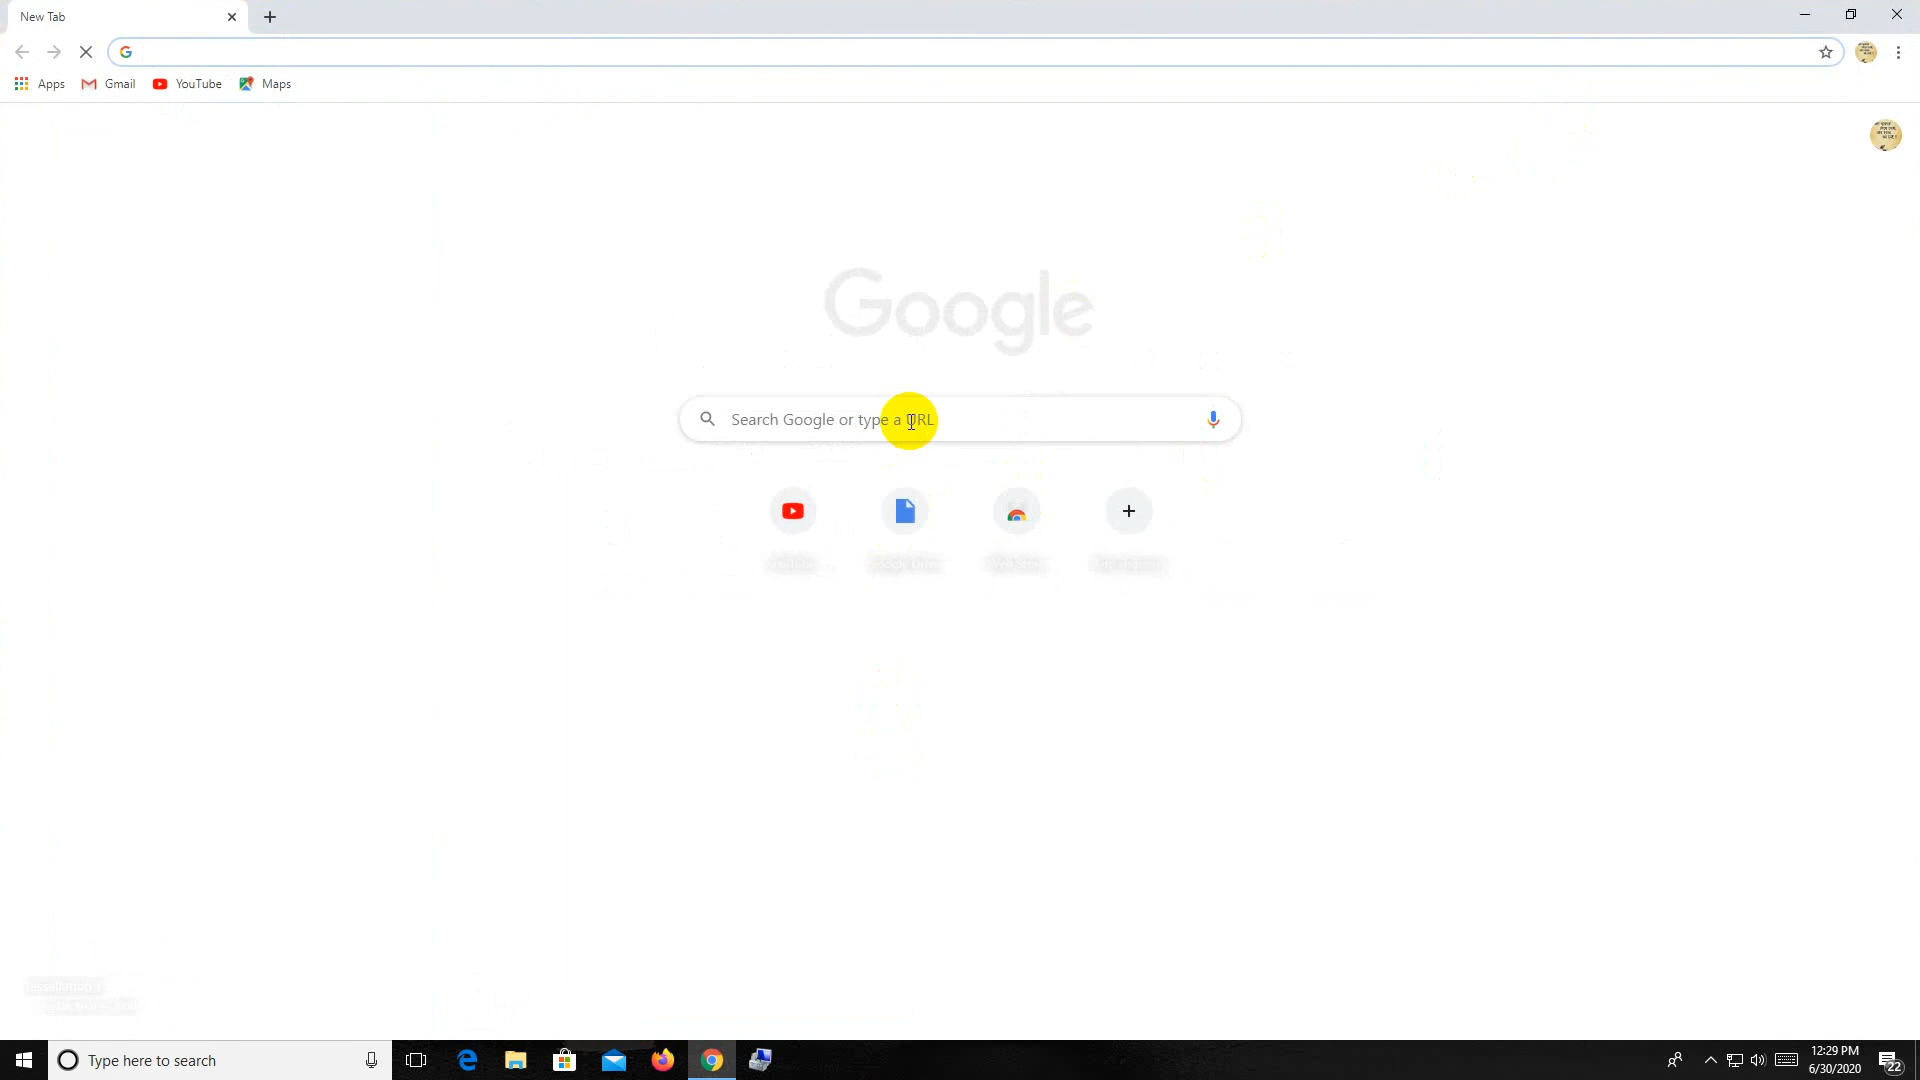 New Tab
Apps
Gmail
YouTube
Maps
Google
Search Google or type a URL
Type here to search
12:29 PM
6/30/2020
22